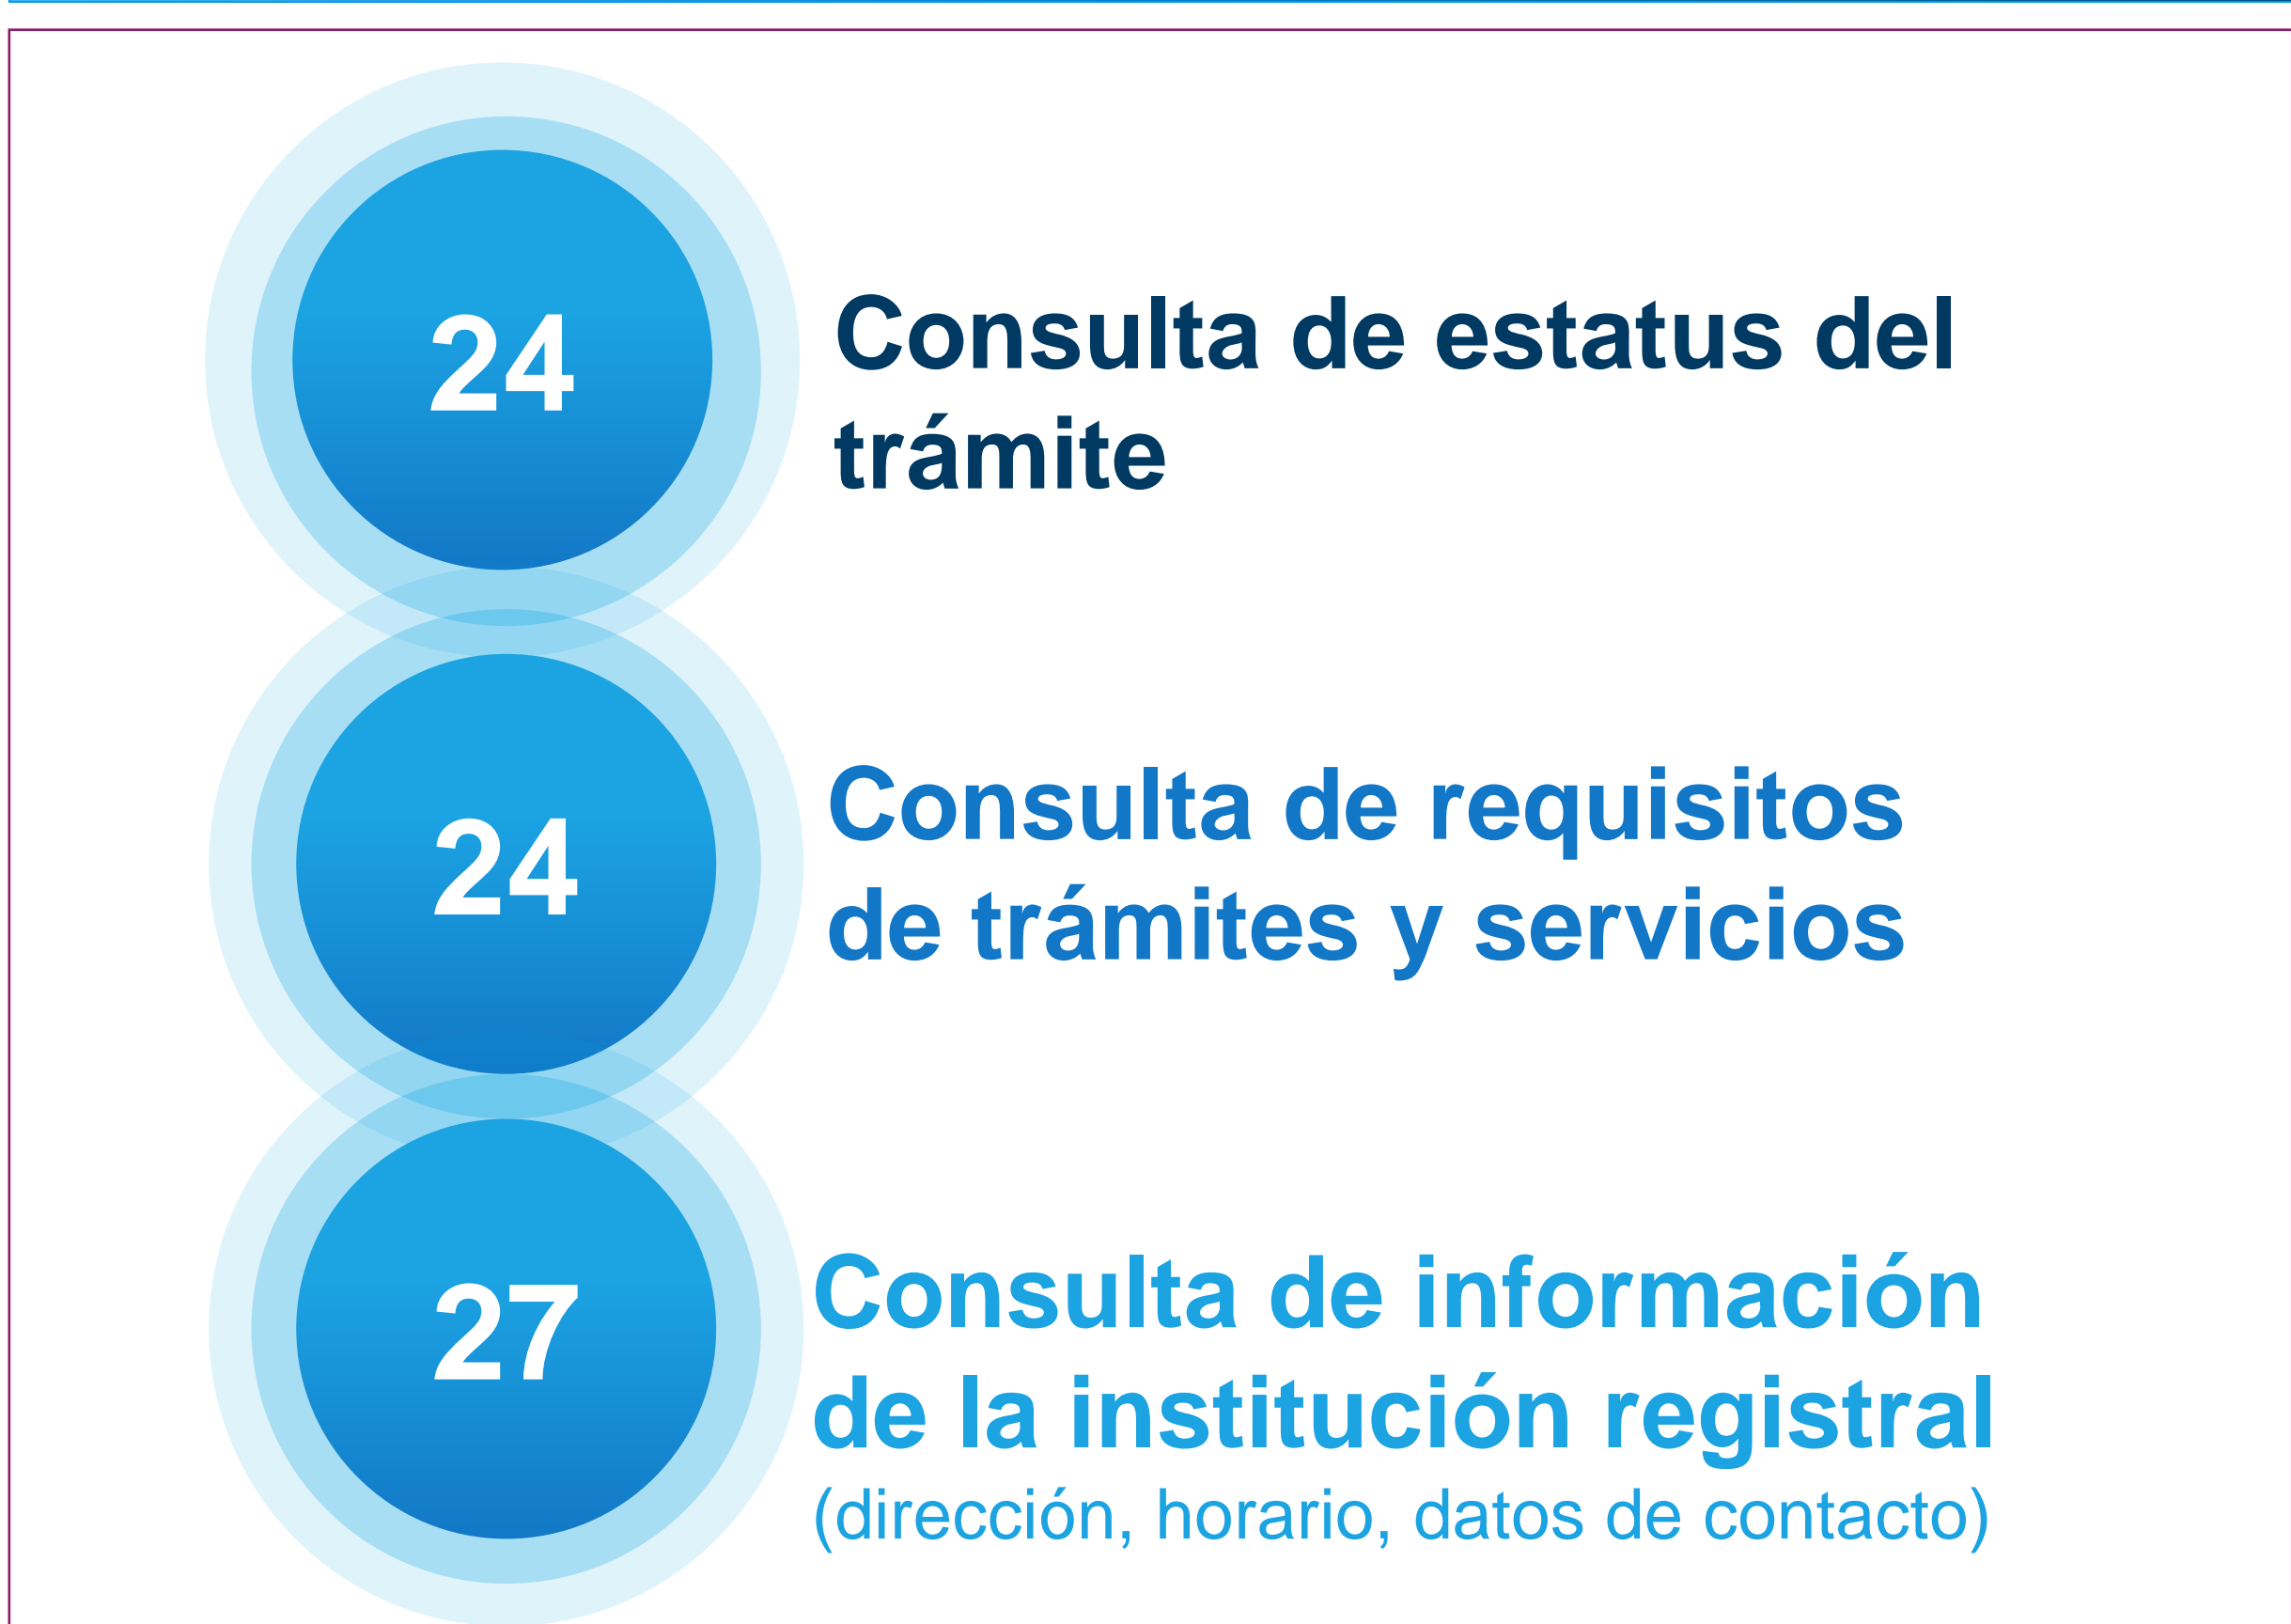 24
Consulta de estatus del
trámite
24
Consulta de requisitos
de trámites y servicios
27
Consulta de información
de la institución registral
(dirección, horario, datos de contacto)